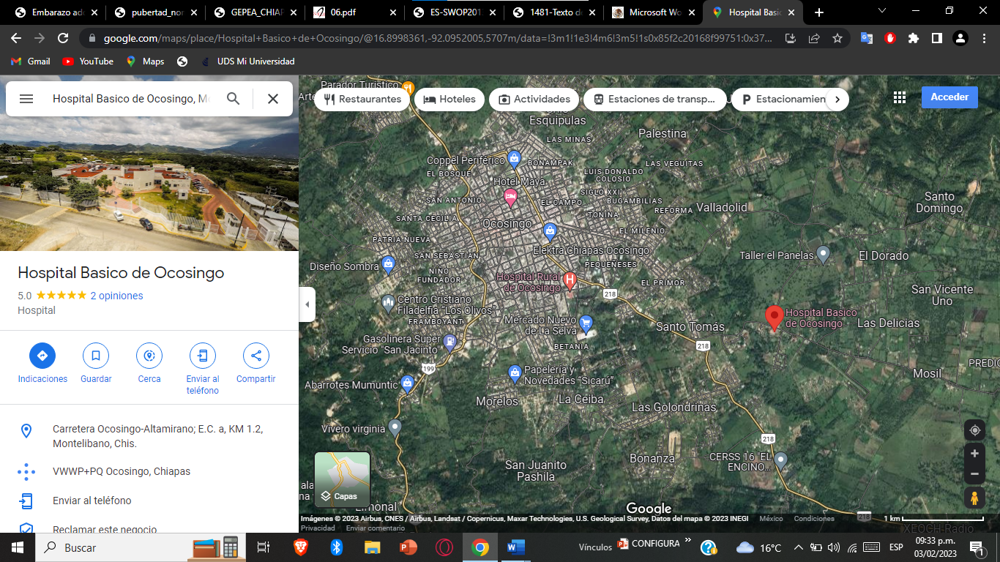 Embarazo ado
pubertad_nor
GEPEA_CHIAP
06.pdf
ES-SWOP201
1481-Texto de
Microsoft Wo
Hospital Basic
google.com/maps/place/Hospital+Basico+de+Ocosingo/@16.8998361,-92.0952005,5707m/data=!3m1!1e3!4m6!3m5!1s0x85f2c20168f99751:0x37...
Gmail
YouTube
Maps
UDS Mi Universidad
Hospital Basico de Ocosingo, M
Restaurantes
Hoteles
Actividades
Estaciones de transp...
Estacionamien
Acceder
Hospital Basico de Ocosingo
5.0 ★★★★★ 2 opiniones
Hospital
Indicaciones
Guardar
Cerca
Enviar al
teléfono
Compartir
Carretera Ocosingo-Altamirano; E.C. a, KM 1.2,
Montelibano, Chis.
VWWP+PQ Ocosingo, Chiapas
Enviar al teléfono
Reclamar este negocio
Parador Turistico
Esquipulas
LAS MINAS
Palestina
Coppel Periférico
BONAMPAK
LAS VEGUITAS
EL BOSQUE
LUIS DONALDO
COLOSIO
Hotel Maya
SIGLO XXI
SAN ANTONIO
EL CAMPO
BUGAMBILIAS
Santo
Domingo
SANTA CECILIA
TONINA
REFORMA
Valladolid
Ocosingo
EL MILENIO
PATRIA NUEVA
Elektra Chiapas Ocosingo
SAN SEBASTIAN
PEQUENESES
Taller el Panelas
El Dorado
Diseño Sombra
NINO
FUNDADOR
Hospital Rural
de Ocosingo
EL PRIMOR
218
San Vicente
Uno
Centro Cristiano
Filadelfia "Los Olivos"
FRAMBOYANT
Mercado Nuevo
de La Selva
Santo Tomás
Hospital Basico
de Ocosingo
Las Delicias
Gasolinera Super
Servicio "San Jacinto"
BETANIA
218
199
PREDIO
Papeleria y
Novedades "Sicarú"
Mosil
Abarrotes Mumuntic
Morelos
La Ceiba
Las Golondrinas
Vivero virginia
218
San Juanito
Pashila
Bonanza
CERSS 16 "EL
ENCINO...
Capas
Limonal
Google
218
XEOCH-Radio
Imágenes © 2023 Airbus, CNES / Airbus, Landsat / Copernicus, Maxar Technologies, U.S. Geological Survey, Datos del mapa © 2023 INEGI
México
Condiciones
1 km
Privacidad
Enviar comentario
Buscar
Vínculos
CONFIGURA
»
16°C
ESP
09:33 p.m.
03/02/2023
1